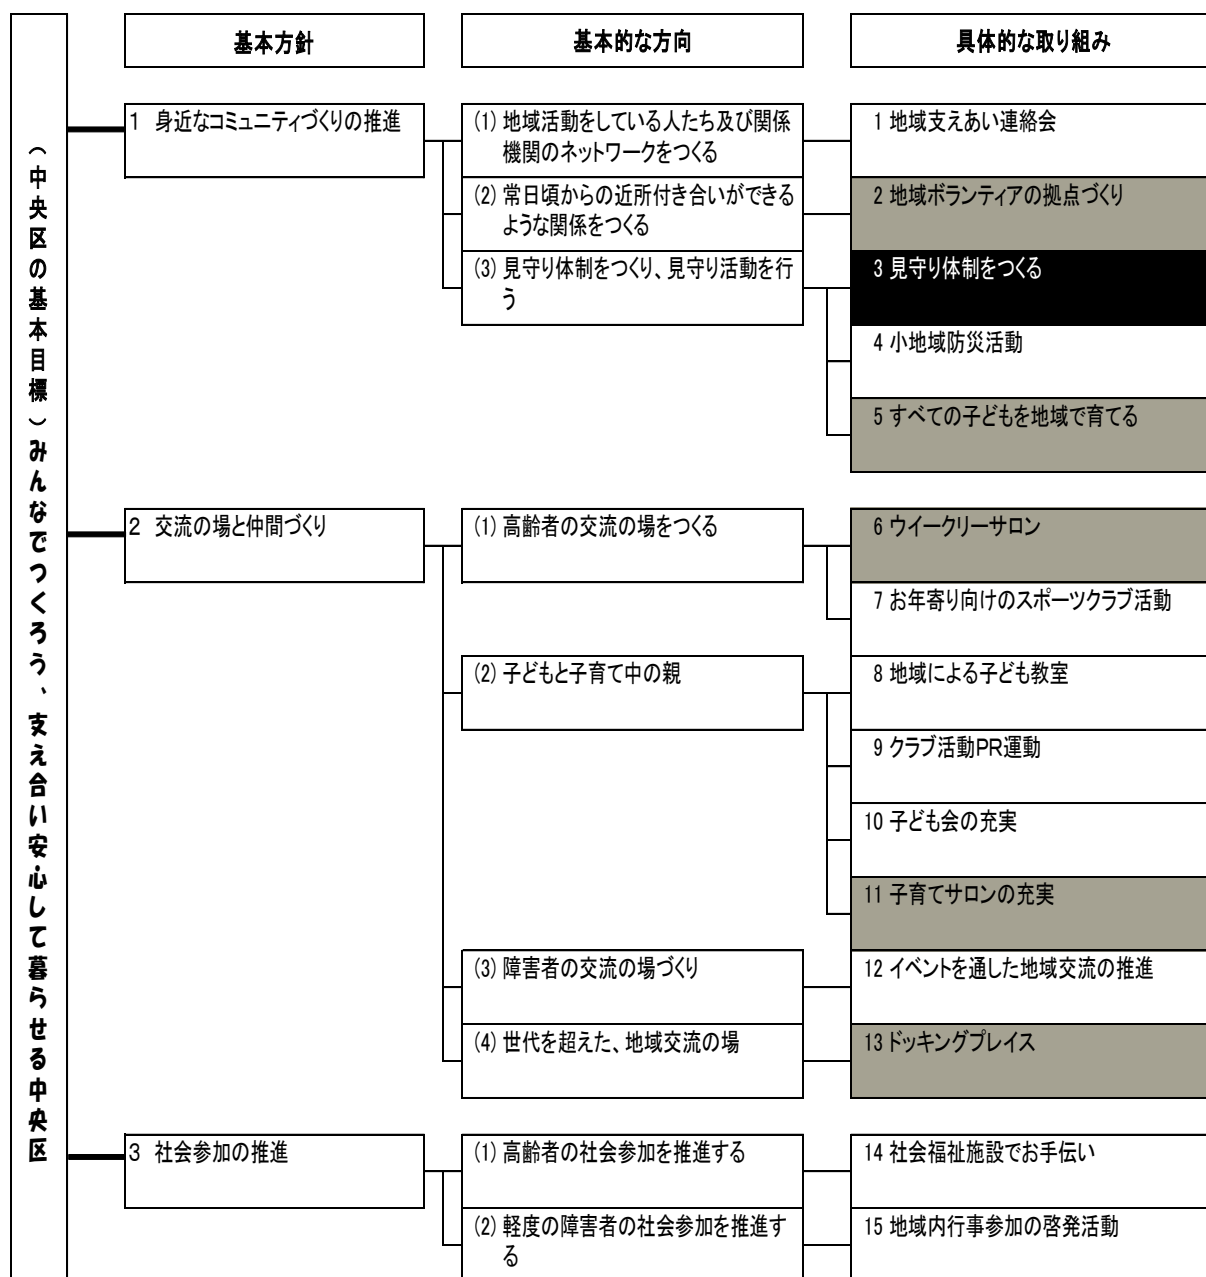 （中央区の基本目標）みんなでつくろう、支え合い安心して暮らせる中央区
基本方針
基本的な方向
具体的な取り組み
1 身近なコミュニティづくりの推進
(1) 地域活動をしている人たち及び関係
機関のネットワークをつくる
1 地域支えあい連絡会
(2) 常日頃からの近所付き合いができる
ような関係をつくる
2 地域ボランティアの拠点づくり
(3) 見守り体制をつくり、見守り活動を行
う
3 見守り体制をつくる
4 小地域防災活動
5 すべての子どもを地域で育てる
2 交流の場と仲間づくり
(1) 高齢者の交流の場をつくる
6 ウイークリーサロン
7 お年寄り向けのスポーツクラブ活動
(2) 子どもと子育て中の親
8 地域による子ども教室
9 クラブ活動PR運動
10 子ども会の充実
11 子育てサロンの充実
(3) 障害者の交流の場づくり
12 イベントを通した地域交流の推進
(4) 世代を超えた、地域交流の場
13 ドッキングプレイス
3 社会参加の推進
(1) 高齢者の社会参加を推進する
14 社会福祉施設でお手伝い
(2) 軽度の障害者の社会参加を推進す
る
15 地域内行事参加の啓発活動